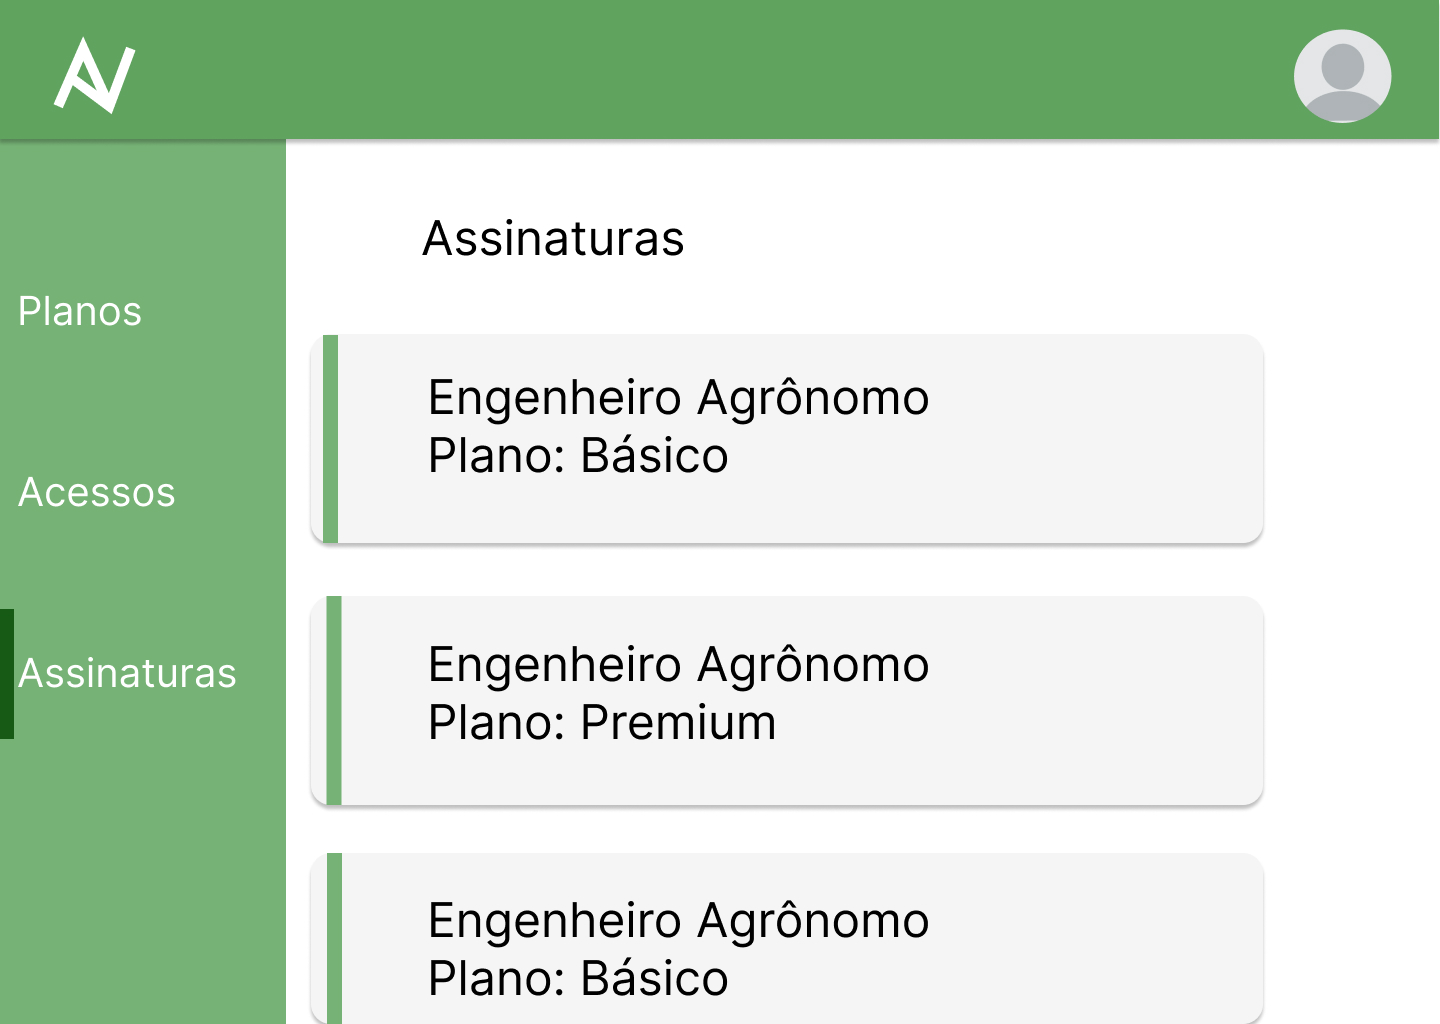 Planos
Acessos
Assinaturas
Assinaturas
Engenheiro Agrônomo
Plano: Básico
Engenheiro Agrônomo
Plano: Premium
Engenheiro Agrônomo
Plano: Básico